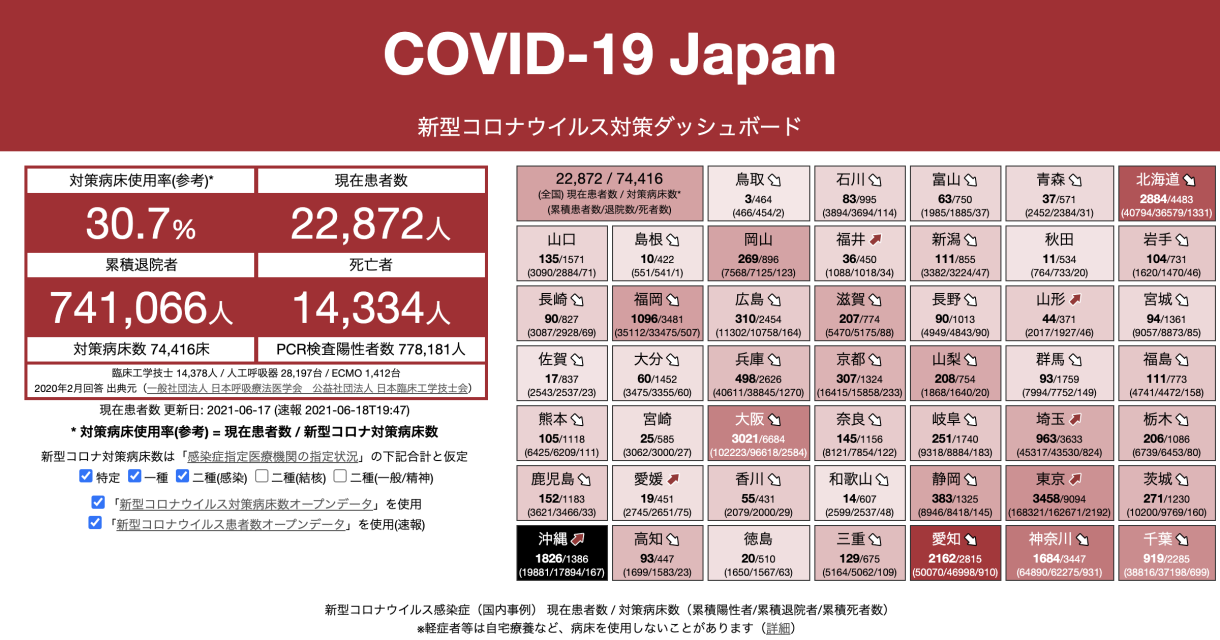 COVID-19 Japan
新型コロナウイルス対策ダッシュボード
対策病床使用率(参考)*
現在患者数
30.7%
22,872人
累積退院者
死亡者
741,066人
14,334人
対策病床数 74,416床
PCR検査陽性者数 778,181人
臨床工学技士 14,378人 / 人工呼吸器 28,197台 / ECMO 1,412台
2020年2月回答 出典元（一般社団法人 日本呼吸療法医学会　公益社団法人 日本臨床工学技士会）
現在患者数 更新日: 2021-06-17 (速報 2021-06-18T19:47)
* 対策病床使用率(参考) = 現在患者数 / 新型コロナ対策病床数
新型コロナ対策病床数は「感染症指定医療機関の指定状況」の下記合計と仮定
特定 一種 二種(感染) 二種(結核) 二種(一般/精神)
「新型コロナウイルス対策病床数オープンデータ」を使用
「新型コロナウイルス患者数オープンデータ」を使用(速報)
22,872 / 74,416
(全国) 現在患者数 / 対策病床数*
(累積患者数/退院数/死者数)
鳥取
3/464
(466/454/2)
石川
83/995
(3894/3694/114)
富山
63/750
(1985/1885/37)
青森
37/571
(2452/2384/31)
北海道
2884/4483
(40794/36579/1331)
山口
135/1571
(3090/2884/71)
島根
10/422
(551/541/1)
岡山
269/896
(7568/7125/123)
福井
36/450
(1088/1018/34)
新潟
111/855
(3382/3224/47)
秋田
11/534
(764/733/20)
岩手
104/731
(1620/1470/46)
長崎
90/827
(3087/2928/69)
福岡
1096/3481
(35112/33475/507)
広島
310/2454
(11302/10758/164)
滋賀
207/774
(5470/5175/88)
長野
90/1013
(4949/4843/90)
山形
44/371
(2017/1927/46)
宮城
94/1361
(9057/8873/85)
佐賀
17/837
(2543/2537/23)
大分
60/1452
(3475/3355/60)
兵庫
498/2626
(40611/38845/1270)
京都
307/1324
(16415/15858/233)
山梨
208/754
(1868/1640/20)
群馬
93/1759
(7994/7752/149)
福島
111/773
(4741/4472/158)
熊本
105/1118
(6425/6209/111)
宮崎
25/585
(3062/3000/27)
大阪
3021/6684
(102223/96618/2584)
奈良
145/1156
(8121/7854/122)
岐阜
251/1740
(9318/8884/183)
埼玉
963/3633
(45317/43530/824)
栃木
206/1086
(6739/6453/80)
鹿児島
152/1183
(3621/3466/33)
愛媛
19/451
(2745/2651/75)
香川
55/431
(2079/2000/29)
和歌山
14/607
(2599/2537/48)
静岡
383/1325
(8946/8418/145)
東京
3458/9094
(168321/162671/2192)
茨城
271/1230
(10200/9769/160)
沖縄
1826/1386
(19881/17894/167)
高知
93/447
(1699/1583/23)
徳島
20/510
(1650/1567/63)
三重
129/675
(5164/5062/109)
愛知
2162/2815
(50070/46998/910)
神奈川
1684/3447
(64890/62275/931)
千葉
919/2285
(38816/37198/699)
新型コロナウイルス感染症（国内事例） 現在患者数 / 対策病床数（累積陽性者/累積退院者/累積死者数）
※軽症者等は自宅療養など、病床を使用しないことがあります（詳細）